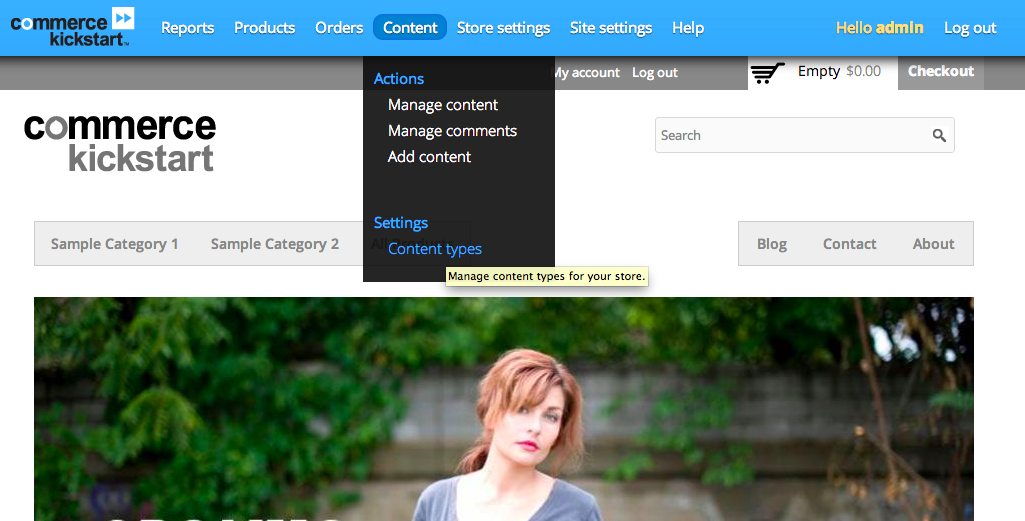 commerce kickstart™ Reports Products Orders Content Store settings Site settings Help Hello admin Log out
My account Log out Empty $0.00 Checkout
Actions
Manage content
Manage comments
Add content
Settings
Content types
Manage content types for your store.
commerce
kickstart
Search
Sample Category 1 Sample Category 2 Blog Contact About